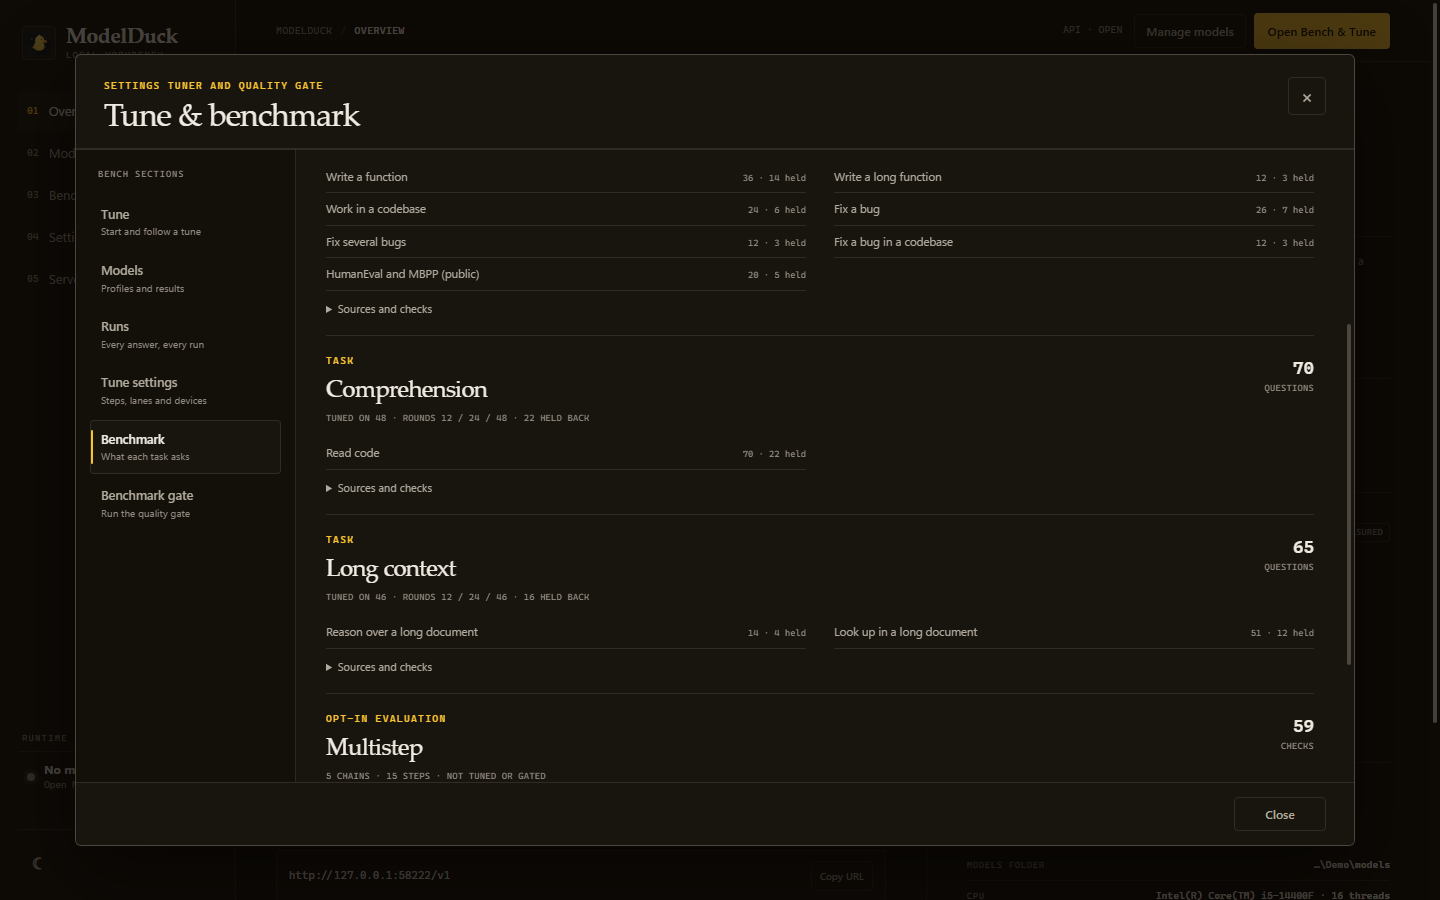 ModelDuck
MODELDUCK / OVERVIEW
API · OPEN
Manage models
Open Bench & Tune
SETTINGS TUNER AND QUALITY GATE
Tune & benchmark
×
01
02
03
04
05
BENCH SECTIONS
Tune
Start and follow a tune
Models
Profiles and results
Runs
Every answer, every run
Tune settings
Steps, lanes and devices
Benchmark
What each task asks
Benchmark gate
Run the quality gate
Write a function 36 · 14 held
Write a long function 12 · 3 held
Work in a codebase 24 · 6 held
Fix a bug 26 · 7 held
Fix several bugs 12 · 3 held
Fix a bug in a codebase 12 · 3 held
HumanEval and MBPP (public) 20 · 5 held
Sources and checks
TASK
Comprehension
70
QUESTIONS
TUNED ON 48 · ROUNDS 12 / 24 / 48 · 22 HELD BACK
Read code 70 · 22 held
Sources and checks
TASK
Long context
65
QUESTIONS
TUNED ON 46 · ROUNDS 12 / 24 / 46 · 16 HELD BACK
Reason over a long document 14 · 4 held
Look up in a long document 51 · 12 held
Sources and checks
OPT-IN EVALUATION
Multistep
59
CHECKS
5 CHAINS · 15 STEPS · NOT TUNED OR GATED
Close
RUNTIME
No
Open
http://127.0.0.1:58222/v1
Copy URL
MODELS FOLDER …\Demo\models
CPU Intel(R) Core(TM) i5-14400F · 16 threads